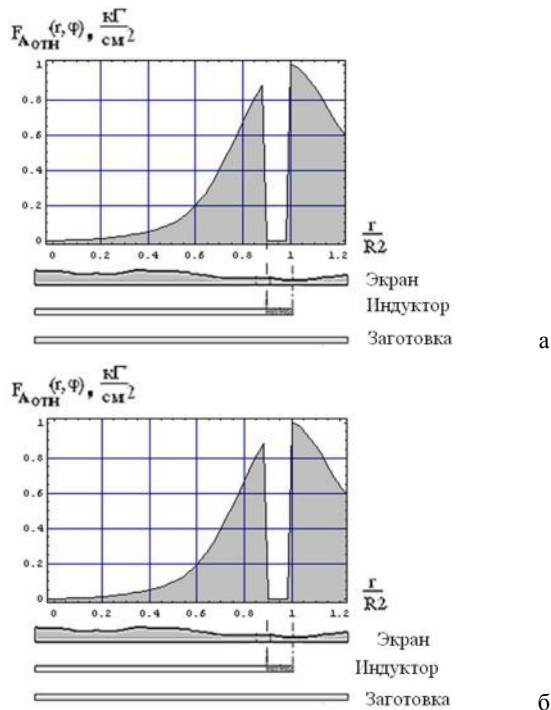 F_Aотн (r,φ), кГ/см2
1
0.8
0.6
0.4
0.2
0
0 0.2 0.4 0.6 0.8 1 1.2
r/R2
Экран
Индуктор
Заготовка
а
F_Aотн (r,φ), кГ/см2
1
0.8
0.6
0.4
0.2
0
0 0.2 0.4 0.6 0.8 1 1.2
r/R2
Экран
Индуктор
Заготовка
б